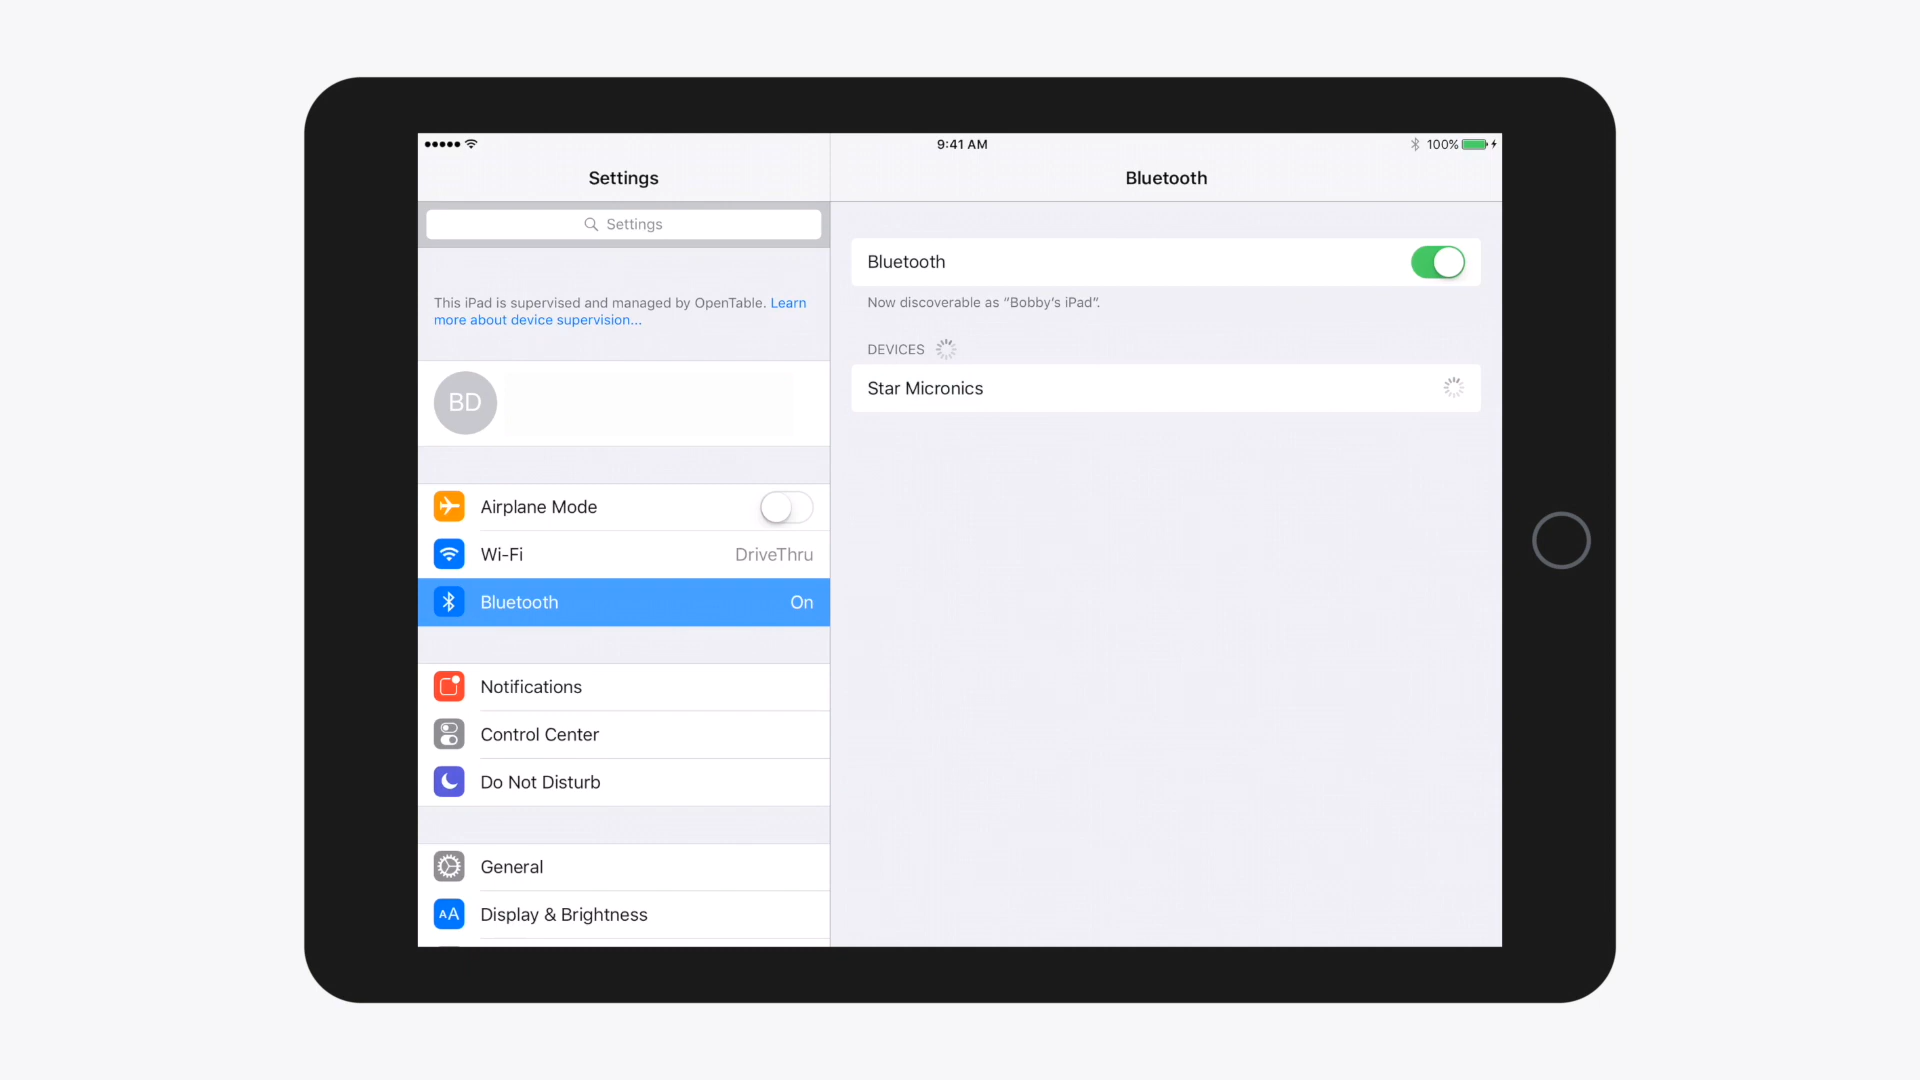 9:41 AM
100%
Settings
Bluetooth
Settings
This iPad is supervised and managed by OpenTable. Learn
more about device supervision...
BD
Airplane Mode
Wi-Fi
DriveThru
Bluetooth
On
Notifications
Control Center
Do Not Disturb
General
AA
Display & Brightness
Bluetooth
Now discoverable as “Bobby’s iPad“.
DEVICES
Star Micronics